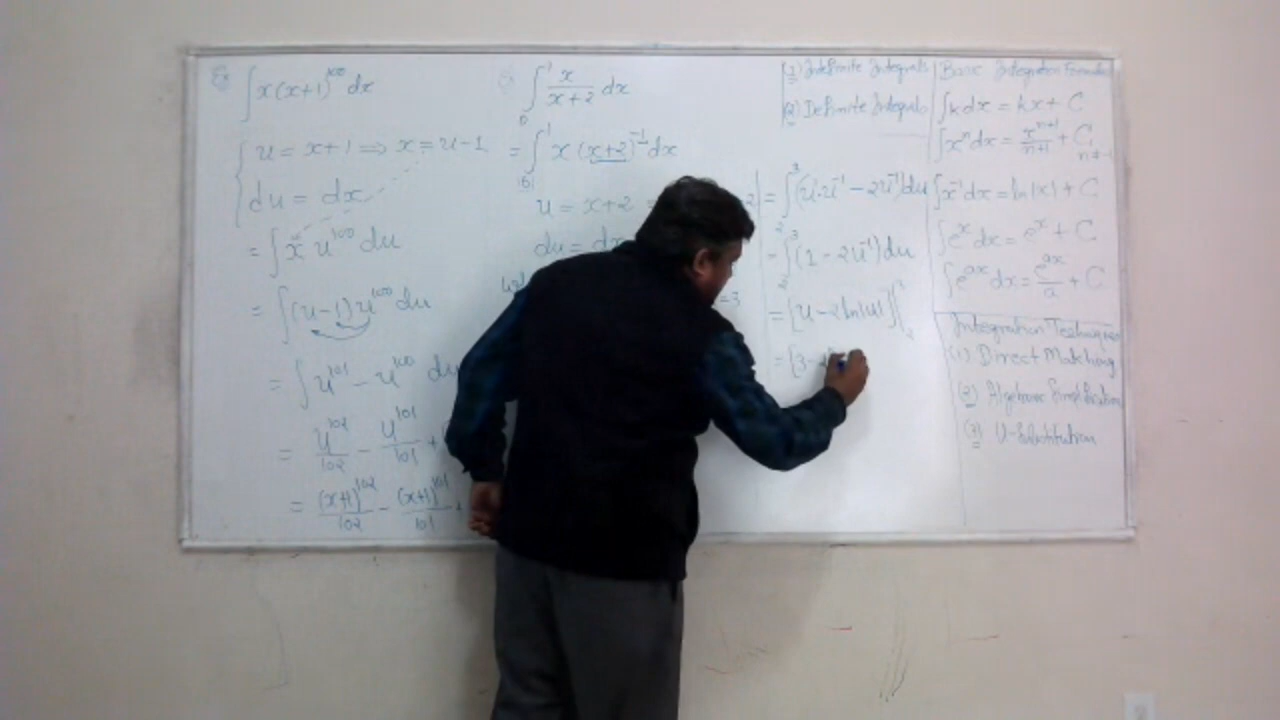 Ex ∫x(x+1)^100 dx
{ u = x+1 ⇒ x = u-1
du = dx
= ∫x u^100 du
= ∫(u-1)u^100 du
= ∫u^101 - u^100 du
= u^102/102 - u^101/101 +
= (x+1)^102/102 - (x+1)^101/101 +
∫_0^1 x/(x+2) dx
= ∫_0^1 x (x+2)^-1 dx
u = x+2
du = dx
=3
= ∫_2^3 (u·u^-1 - 2u^-1)du
= ∫_2^3 (1 - 2u^-1)du
= [u - 2ln|u|]|_2^3
= [3-2
(1) Indefinite Integrals
(2) Definite Integrals
Basic Integration Formulas
∫k dx = kx + C
∫x^n dx = x^(n+1)/(n+1) + C, n≠-1
∫x^-1 dx = ln|x| + C
∫e^x dx = e^x + C
∫e^ax dx = e^ax/a + C
Integration Techniques
(1) Direct Matching
(2) Algebraic Simplification
(3) U-Substitution